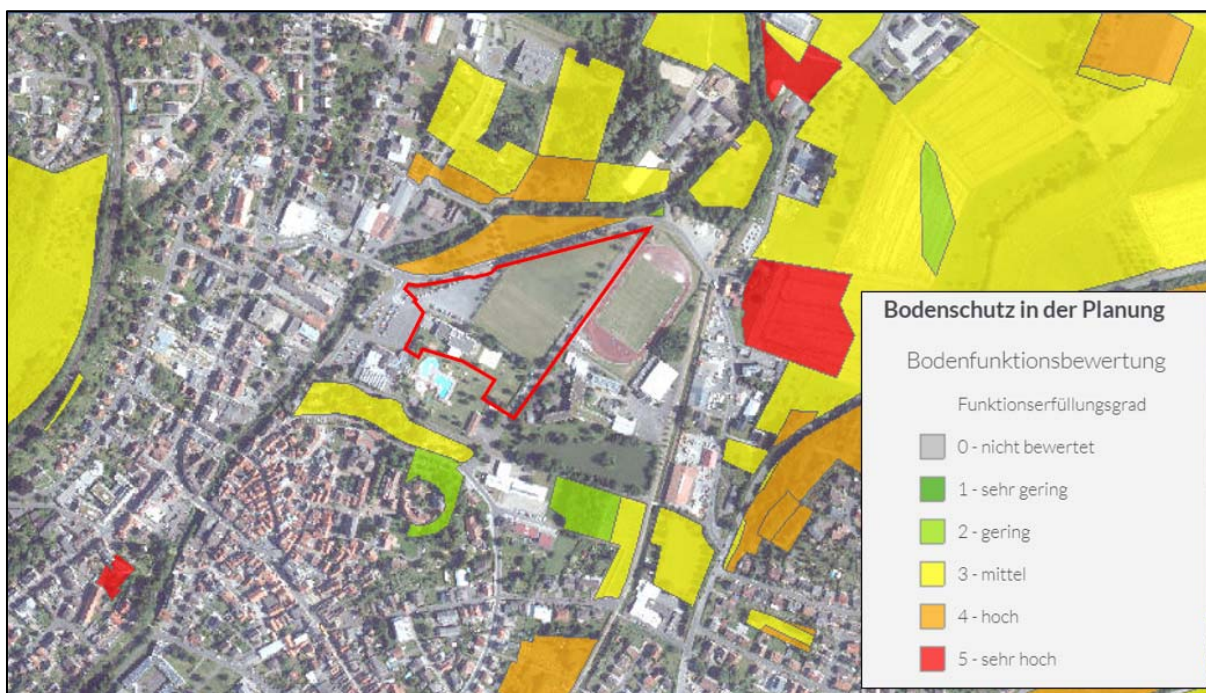 Bodenschutz in der Planung
Bodenfunktionsbewertung
Funktionserfüllungsgrad
0 - nicht bewertet
1 - sehr gering
2 - gering
3 - mittel
4 - hoch
5 - sehr hoch